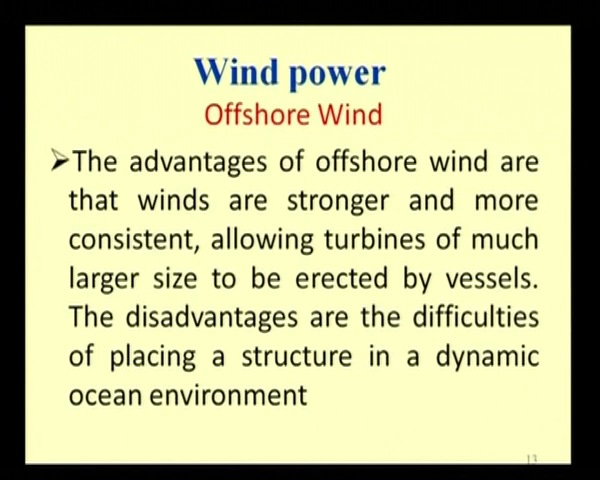 Wind power
Offshore Wind
➢The advantages of offshore wind are
that winds are stronger and more
consistent, allowing turbines of much
larger size to be erected by vessels.
The disadvantages are the difficulties
of placing a structure in a dynamic
ocean environment
13